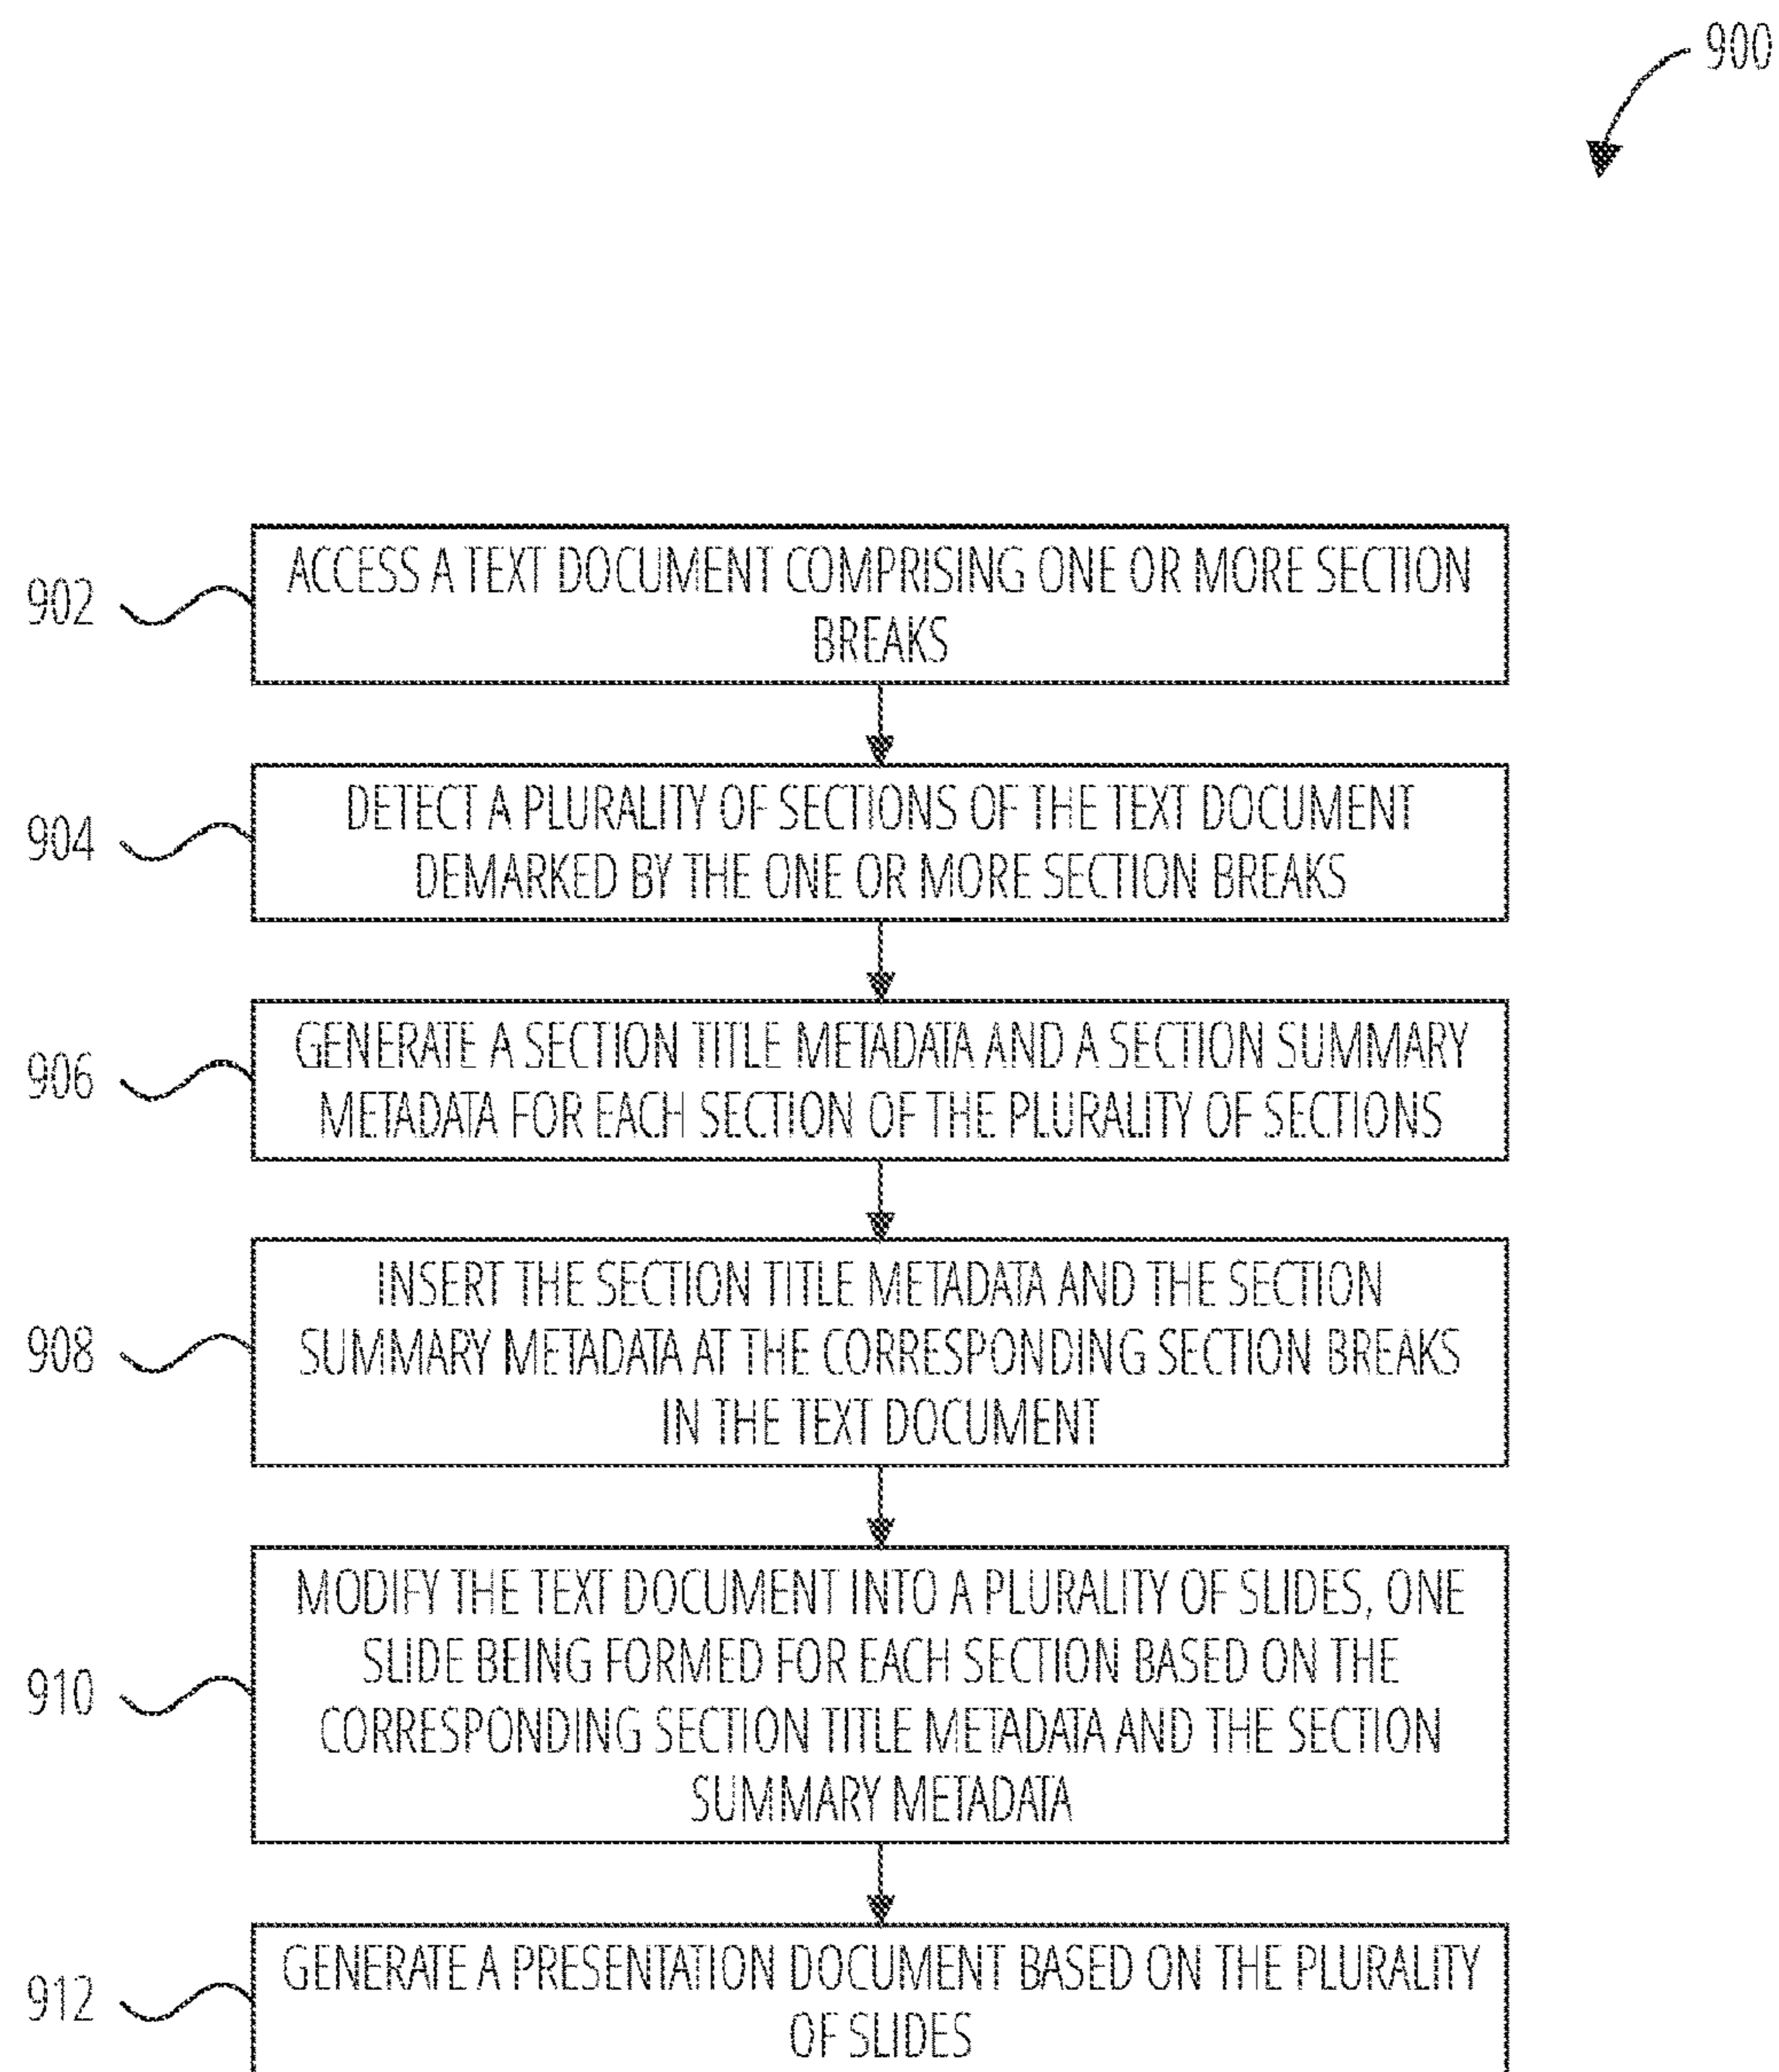 900
902
ACCESS A TEXT DOCUMENT COMPRISING ONE OR MORE SECTION
BREAKS
904
DETECT A PLURALITY OF SECTIONS OF THE TEXT DOCUMENT
DEMARKED BY THE ONE OR MORE SECTION BREAKS
906
GENERATE A SECTION TITLE METADATA AND A SECTION SUMMARY
METADATA FOR EACH SECTION OF THE PLURALITY OF SECTIONS
908
INSERT THE SECTION TITLE METADATA AND THE SECTION
SUMMARY METADATA AT THE CORRESPONDING SECTION BREAKS
IN THE TEXT DOCUMENT
910
MODIFY THE TEXT DOCUMENT INTO A PLURALITY OF SLIDES, ONE
SLIDE BEING FORMED FOR EACH SECTION BASED ON THE
CORRESPONDING SECTION TITLE METADATA AND THE SECTION
SUMMARY METADATA
912
GENERATE A PRESENTATION DOCUMENT BASED ON THE PLURALITY
OF SLIDES